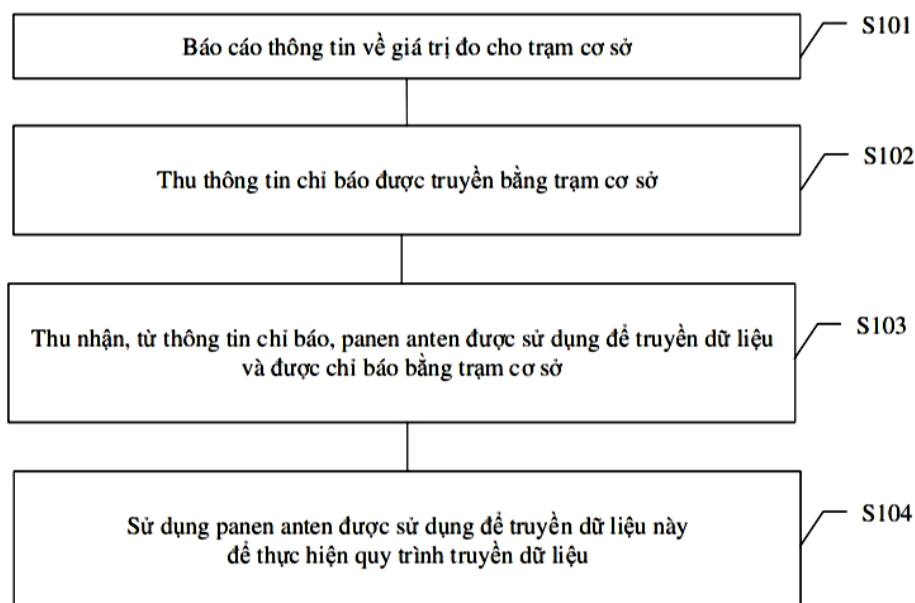 Báo cáo thông tin về giá trị đo cho trạm cơ sở
S101
Thu thông tin chỉ báo được truyền bằng trạm cơ sở
S102
Thu nhận, từ thông tin chỉ báo, panen anten được sử dụng để truyền dữ liệu
và được chỉ báo bằng trạm cơ sở
S103
Sử dụng panen anten được sử dụng để truyền dữ liệu này
để thực hiện quy trình truyền dữ liệu
S104